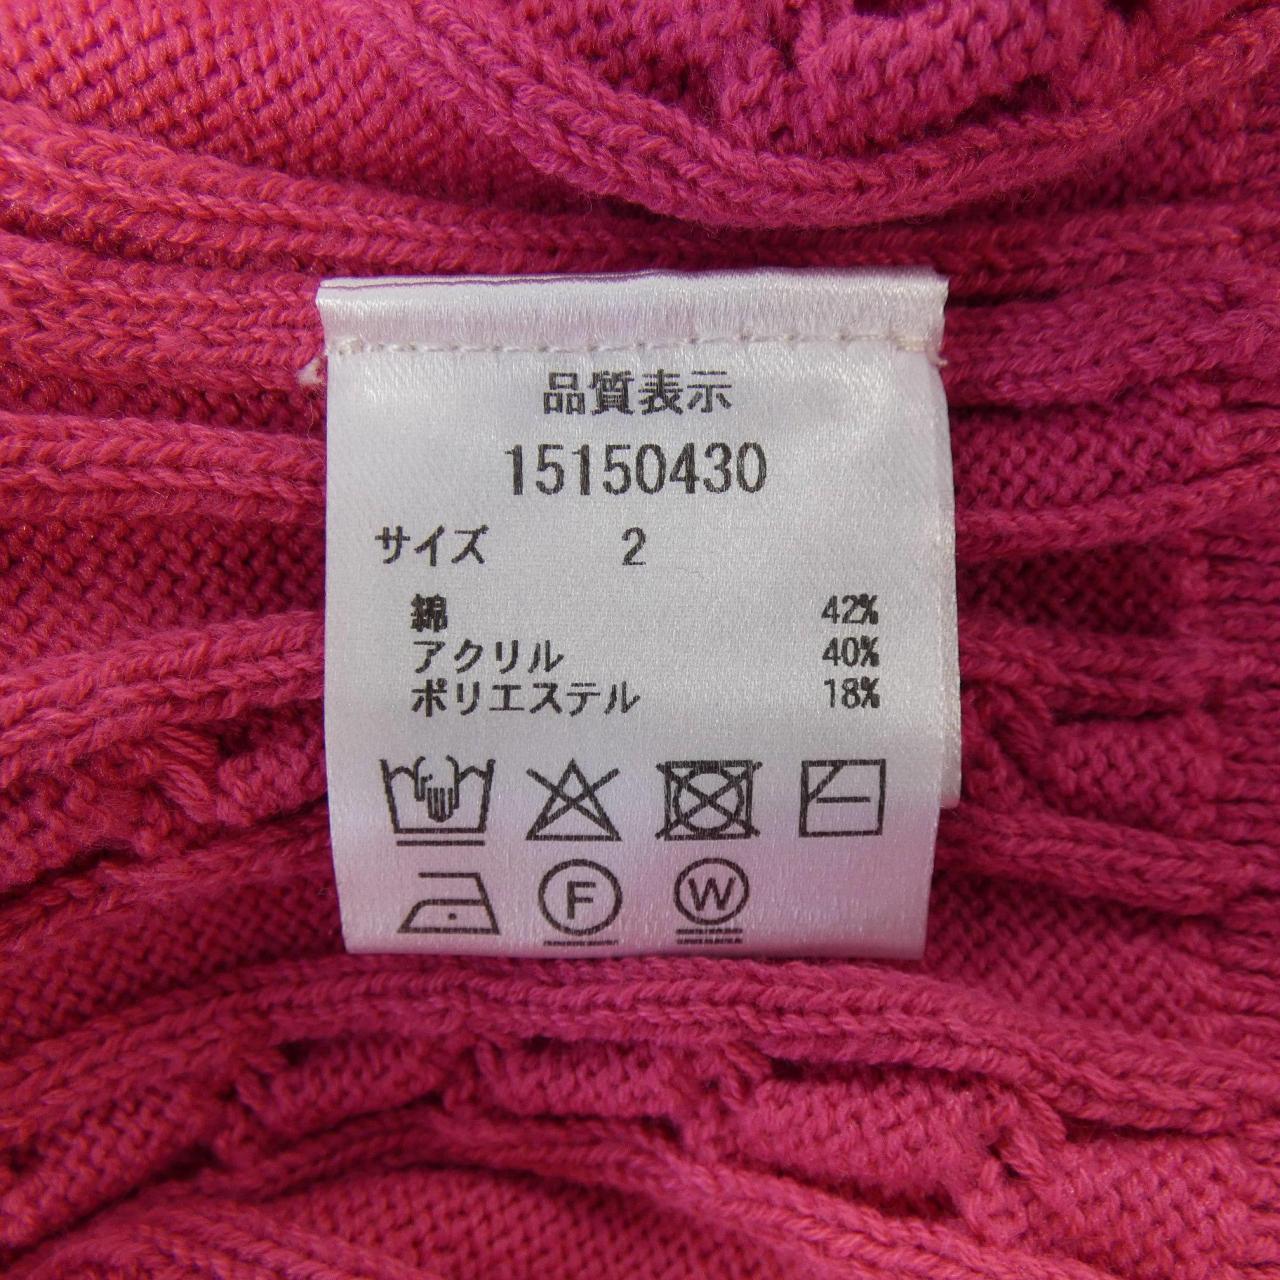 品質表示
15150430
サイズ 2
綿 42%
アクリル 40%
ポリエステル 18%
F W